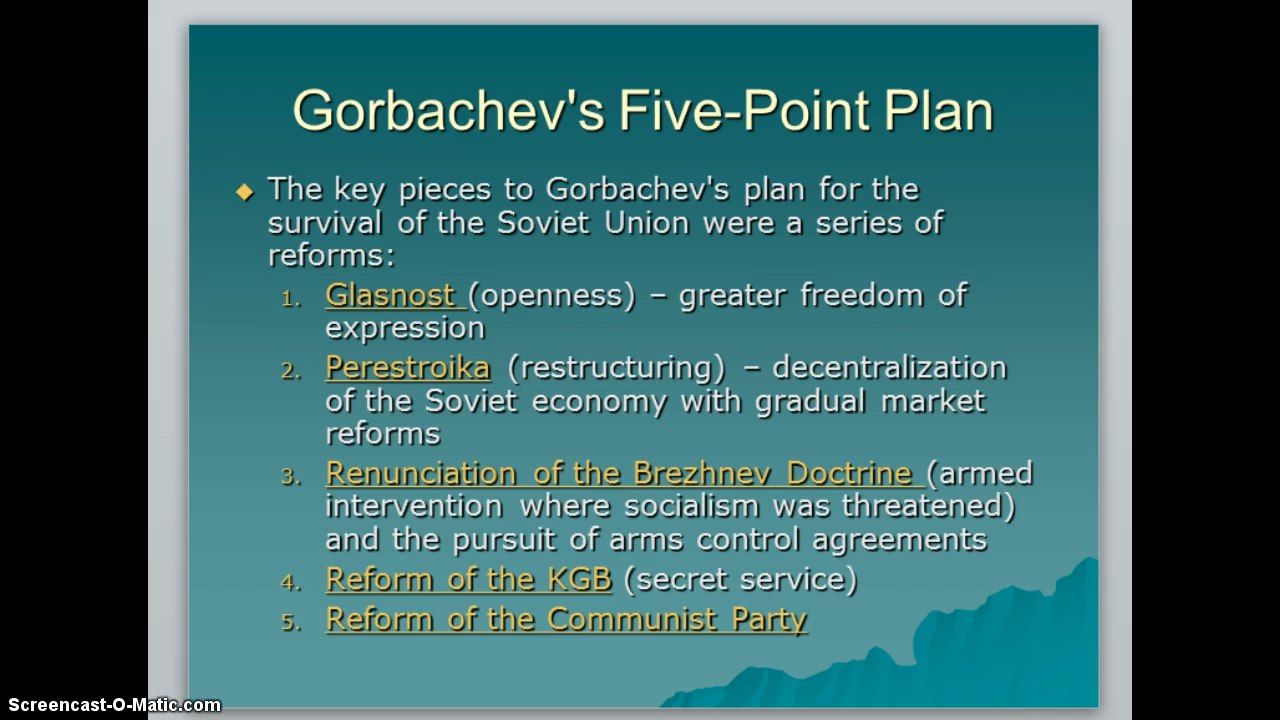 Gorbachev's Five-Point Plan
◆ The key pieces to Gorbachev's plan for the
survival of the Soviet Union were a series of
reforms:
1. Glasnost (openness) – greater freedom of
expression
2. Perestroika (restructuring) – decentralization
of the Soviet economy with gradual market
reforms
3. Renunciation of the Brezhnev Doctrine (armed
intervention where socialism was threatened)
and the pursuit of arms control agreements
4. Reform of the KGB (secret service)
5. Reform of the Communist Party
Screencast-O-Matic.com